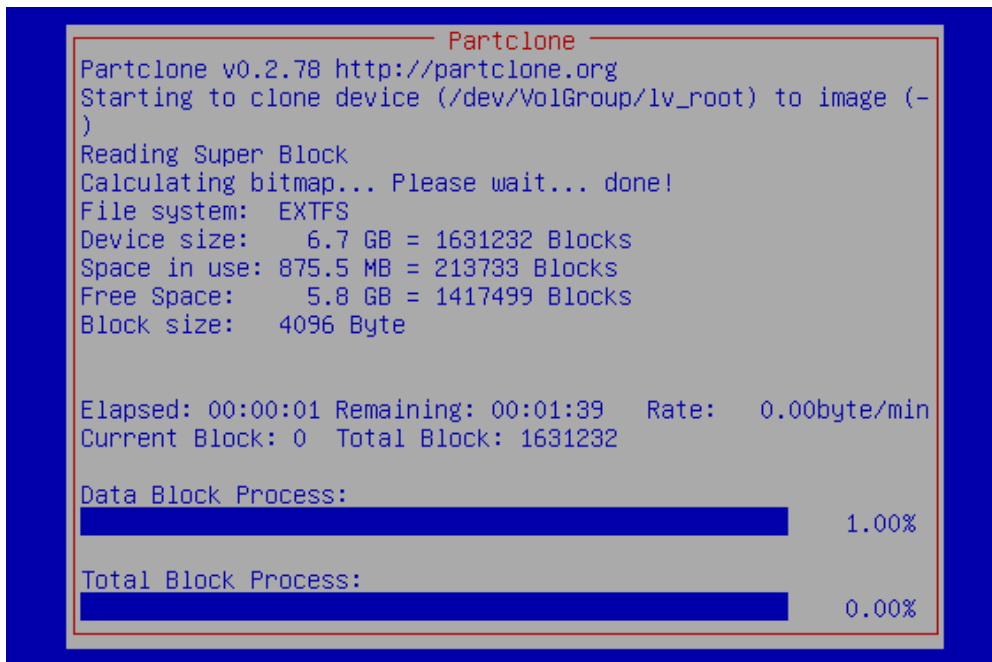 Partclone
Partclone v0.2.78 http://partclone.org
Starting to clone device (/dev/VolGroup/lv_root) to image (-
)
Reading Super Block
Calculating bitmap... Please wait... done!
File system:  EXTFS
Device size:    6.7 GB = 1631232 Blocks
Space in use: 875.5 MB = 213733 Blocks
Free Space:     5.8 GB = 1417499 Blocks
Block size:   4096 Byte
Elapsed: 00:00:01 Remaining: 00:01:39   Rate:   0.00byte/min
Current Block: 0  Total Block: 1631232
Data Block Process:
1.00%
Total Block Process:
0.00%